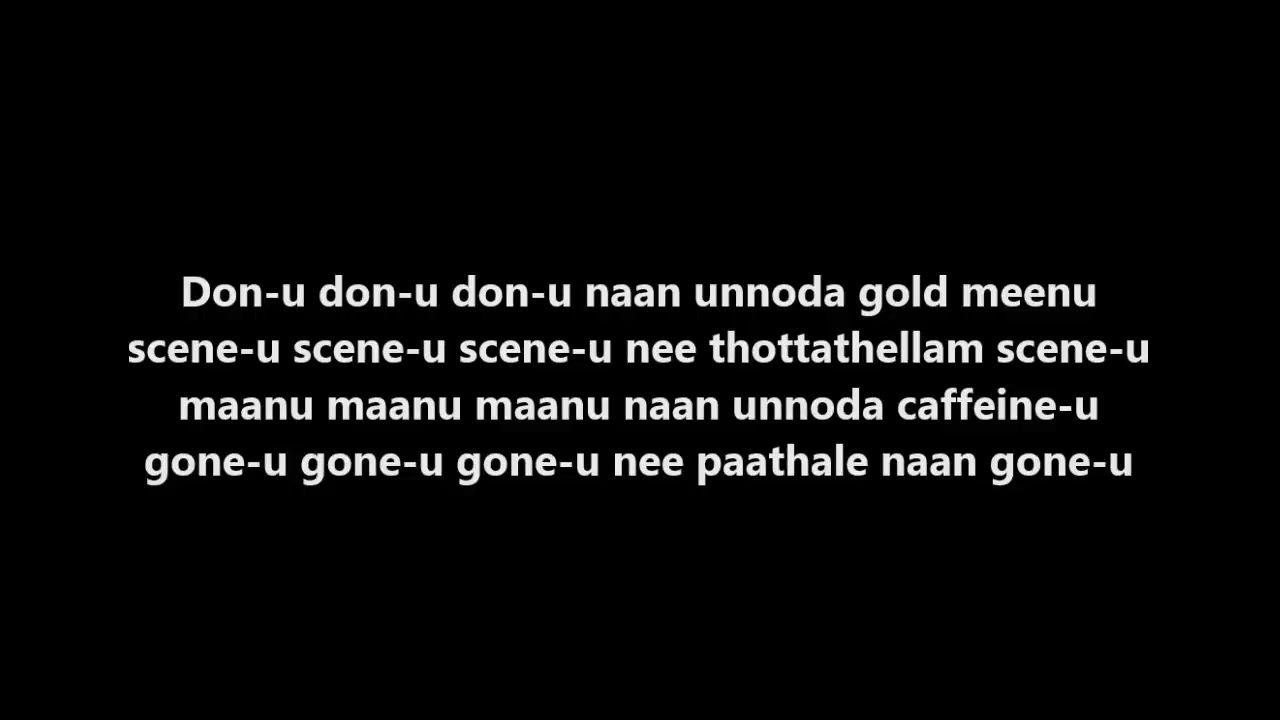 Don-u don-u don-u naan unnoda gold meenu
scene-u scene-u scene-u nee thottathellam scene-u
maanu maanu maanu naan unnoda caffeine-u
gone-u gone-u gone-u nee paathale naan gone-u